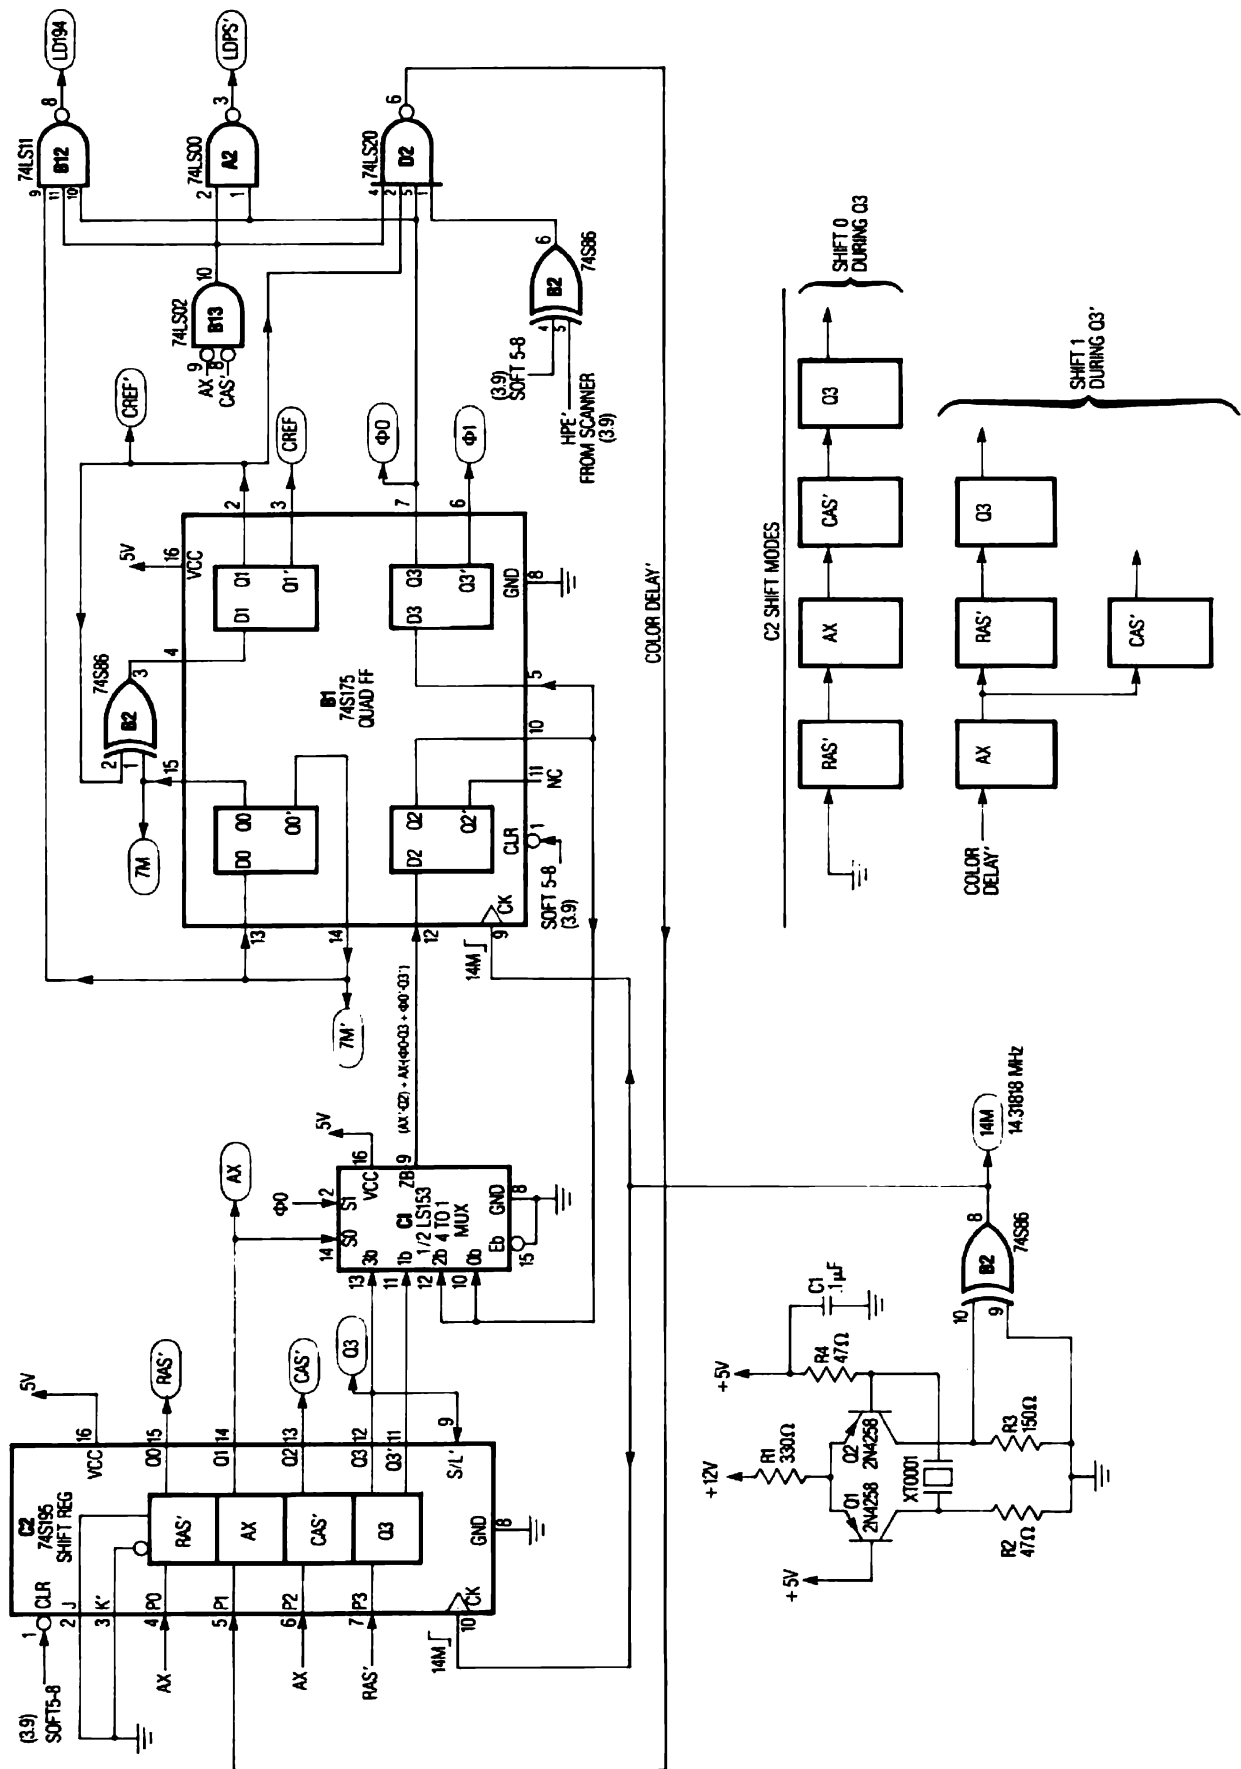 (3.9)
SOFT5-8
1
CLR
C2
74S195
SHIFT REG
5V
16
VCC
2
J
3
K'
4
P0
AX
5
P1
6
P2
AX
7
P3
RAS'
RAS'
AX
CAS'
Q3
Q0
15
RAS'
Q1
14
AX
Q2
13
CAS'
Q3
12
Q3
Q3'
11
S/L'
9
GND
8
CK
10
14M
14
S0
Φ0
2
S1
5V
16
VCC
13
3b
11
1b
12
2b
10
0b
C1
1/2 LS153
4 TO 1
MUX
ZB
9
Eb
15
GND
8
(AX'·Q2) + AX·(Φ0·Q3 + Φ0'·Q3')
7M'
7M
13
14
12
14M
9
CK
SOFT 5-8
(3.9)
CLR
1
B1
74S175
QUAD FF
D0
Q0
Q0'
15
D2
Q2
Q2'
11
NC
10
5
D1
Q1
Q1'
4
2
3
D3
Q3
Q3'
7
6
GND
8
5V
16
VCC
74S86
B2
2
1
3
CREF'
CREF
Φ0
Φ1
AX
CAS'
9
8
74LS02
B13
10
74LS11
B12
9
11
10
8
LD194
74LS00
A2
2
1
3
LDPS'
74LS20
D2
4
2
5
1
6
(3.9)
SOFT 5-8
HPE'
FROM SCANNER
(3.9)
4
5
B2
6
74S86
COLOR DELAY'
+5V
Q1
2N4258
+12V
R1
330Ω
Q2
2N4258
XT0001
R2
47Ω
R3
150Ω
+5V
R4
47Ω
C1
.1µF
10
9
B2
8
74S86
14M
14.31818 MHz
C2 SHIFT MODES
RAS'
AX
CAS'
Q3
SHIFT 0
DURING Q3
COLOR
DELAY'
AX
RAS'
Q3
CAS'
SHIFT 1
DURING Q3'